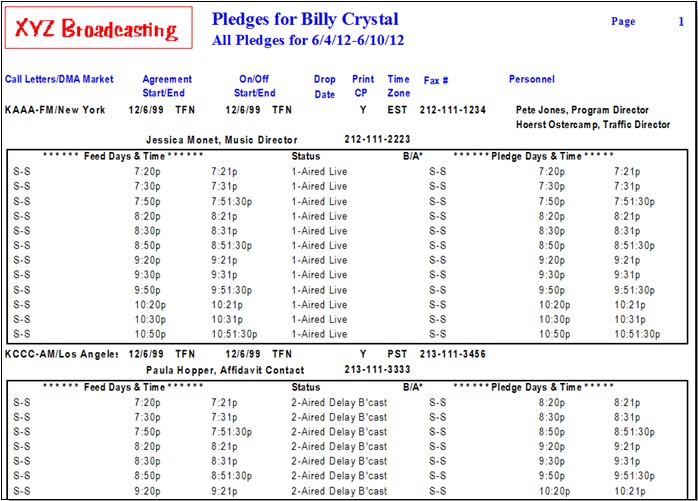 XYZ Broadcasting
Pledges for Billy Crystal
Page 1
All Pledges for 6/4/12-6/10/12
Call Letters/DMA Market Agreement On/Off Drop Print Time Fax # Personnel
Start/End Start/End Date CP Zone
KAAA-FM/New York 12/6/99 TFN 12/6/99 TFN Y EST 212-111-1234 Pete Jones, Program Director
Hoerst Ostercamp, Traffic Director
Jessica Monet, Music Director 212-111-2223
****** Feed Days & Time ****** Status B/A* ****** Pledge Days & Time *****
S-S 7:20p 7:21p 1-Aired Live S-S 7:20p 7:21p
S-S 7:30p 7:31p 1-Aired Live S-S 7:30p 7:31p
S-S 7:50p 7:51:30p 1-Aired Live S-S 7:50p 7:51:30p
S-S 8:20p 8:21p 1-Aired Live S-S 8:20p 8:21p
S-S 8:30p 8:31p 1-Aired Live S-S 8:30p 8:31p
S-S 8:50p 8:51:30p 1-Aired Live S-S 8:50p 8:51:30p
S-S 9:20p 9:21p 1-Aired Live S-S 9:20p 9:21p
S-S 9:30p 9:31p 1-Aired Live S-S 9:30p 9:31p
S-S 9:50p 9:51:30p 1-Aired Live S-S 9:50p 9:51:30p
S-S 10:20p 10:21p 1-Aired Live S-S 10:20p 10:21p
S-S 10:30p 10:31p 1-Aired Live S-S 10:30p 10:31p
S-S 10:50p 10:51:30p 1-Aired Live S-S 10:50p 10:51:30p
KCCC-AM/Los Angeles 12/6/99 TFN 12/6/99 TFN Y PST 213-111-3456
Paula Hopper, Affidavit Contact 213-111-3333
****** Feed Days & Time ****** Status B/A* ****** Pledge Days & Time *****
S-S 7:20p 7:21p 2-Aired Delay B'cast S-S 8:20p 8:21p
S-S 7:30p 7:31p 2-Aired Delay B'cast S-S 8:30p 8:31p
S-S 7:50p 7:51:30p 2-Aired Delay B'cast S-S 8:50p 8:51:30p
S-S 8:20p 8:21p 2-Aired Delay B'cast S-S 9:20p 9:21p
S-S 8:30p 8:31p 2-Aired Delay B'cast S-S 9:30p 9:31p
S-S 8:50p 8:51:30p 2-Aired Delay B'cast S-S 9:50p 9:51:30p
S-S 9:20p 9:21p 2-Aired Delay B'cast S-S 10:20p 10:21p